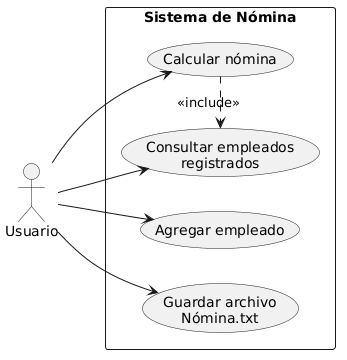 Sistema de Nómina
Calcular nómina
«include»
Consultar empleados
registrados
Usuario
Agregar empleado
Guardar archivo
Nómina.txt